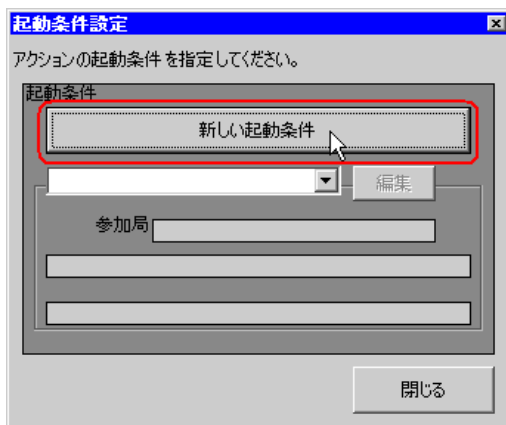 起動条件設定
アクションの起動条件を指定してください。
起動条件
新しい起動条件
編集
参加局
閉じる